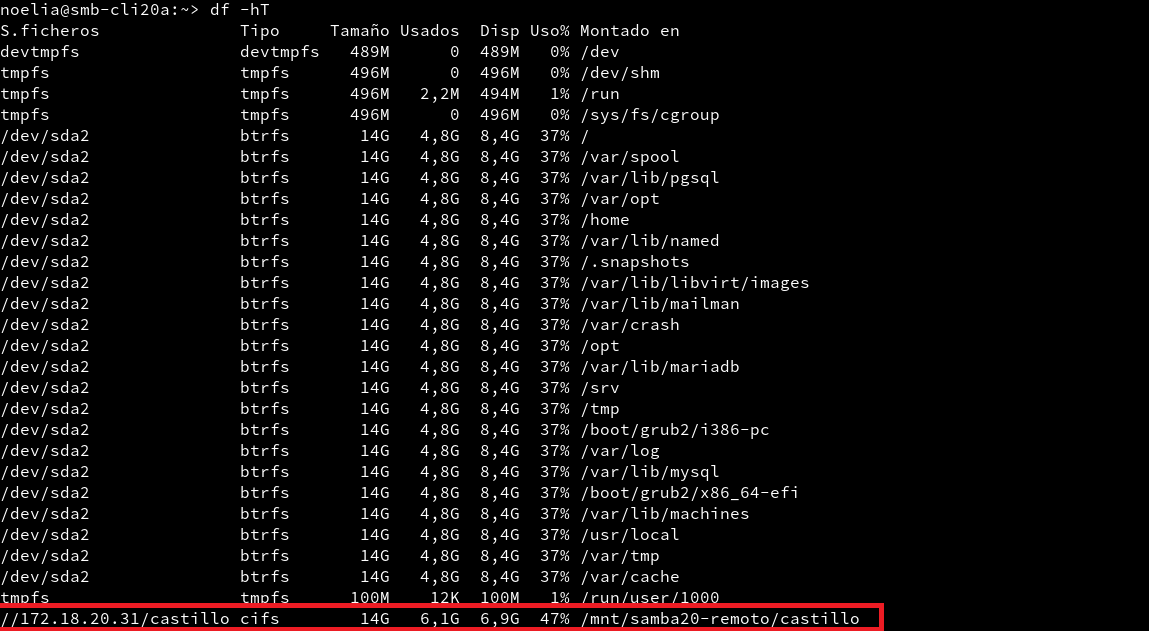 noelia@smb-cli20a:~> df -hT
S.ficheros              Tipo     Tamaño Usados  Disp Uso% Montado en
devtmpfs                devtmpfs   489M      0  489M   0% /dev
tmpfs                   tmpfs      496M      0  496M   0% /dev/shm
tmpfs                   tmpfs      496M   2,2M  494M   1% /run
tmpfs                   tmpfs      496M      0  496M   0% /sys/fs/cgroup
/dev/sda2               btrfs       14G   4,8G  8,4G  37% /
/dev/sda2               btrfs       14G   4,8G  8,4G  37% /var/spool
/dev/sda2               btrfs       14G   4,8G  8,4G  37% /var/lib/pgsql
/dev/sda2               btrfs       14G   4,8G  8,4G  37% /var/opt
/dev/sda2               btrfs       14G   4,8G  8,4G  37% /home
/dev/sda2               btrfs       14G   4,8G  8,4G  37% /var/lib/named
/dev/sda2               btrfs       14G   4,8G  8,4G  37% /.snapshots
/dev/sda2               btrfs       14G   4,8G  8,4G  37% /var/lib/libvirt/images
/dev/sda2               btrfs       14G   4,8G  8,4G  37% /var/lib/mailman
/dev/sda2               btrfs       14G   4,8G  8,4G  37% /var/crash
/dev/sda2               btrfs       14G   4,8G  8,4G  37% /opt
/dev/sda2               btrfs       14G   4,8G  8,4G  37% /var/lib/mariadb
/dev/sda2               btrfs       14G   4,8G  8,4G  37% /srv
/dev/sda2               btrfs       14G   4,8G  8,4G  37% /tmp
/dev/sda2               btrfs       14G   4,8G  8,4G  37% /boot/grub2/i386-pc
/dev/sda2               btrfs       14G   4,8G  8,4G  37% /var/log
/dev/sda2               btrfs       14G   4,8G  8,4G  37% /var/lib/mysql
/dev/sda2               btrfs       14G   4,8G  8,4G  37% /boot/grub2/x86_64-efi
/dev/sda2               btrfs       14G   4,8G  8,4G  37% /var/lib/machines
/dev/sda2               btrfs       14G   4,8G  8,4G  37% /usr/local
/dev/sda2               btrfs       14G   4,8G  8,4G  37% /var/tmp
/dev/sda2               btrfs       14G   4,8G  8,4G  37% /var/cache
tmpfs                   tmpfs      100M    12K  100M   1% /run/user/1000
//172.18.20.31/castillo cifs        14G   6,1G  6,9G  47% /mnt/samba20-remoto/castillo